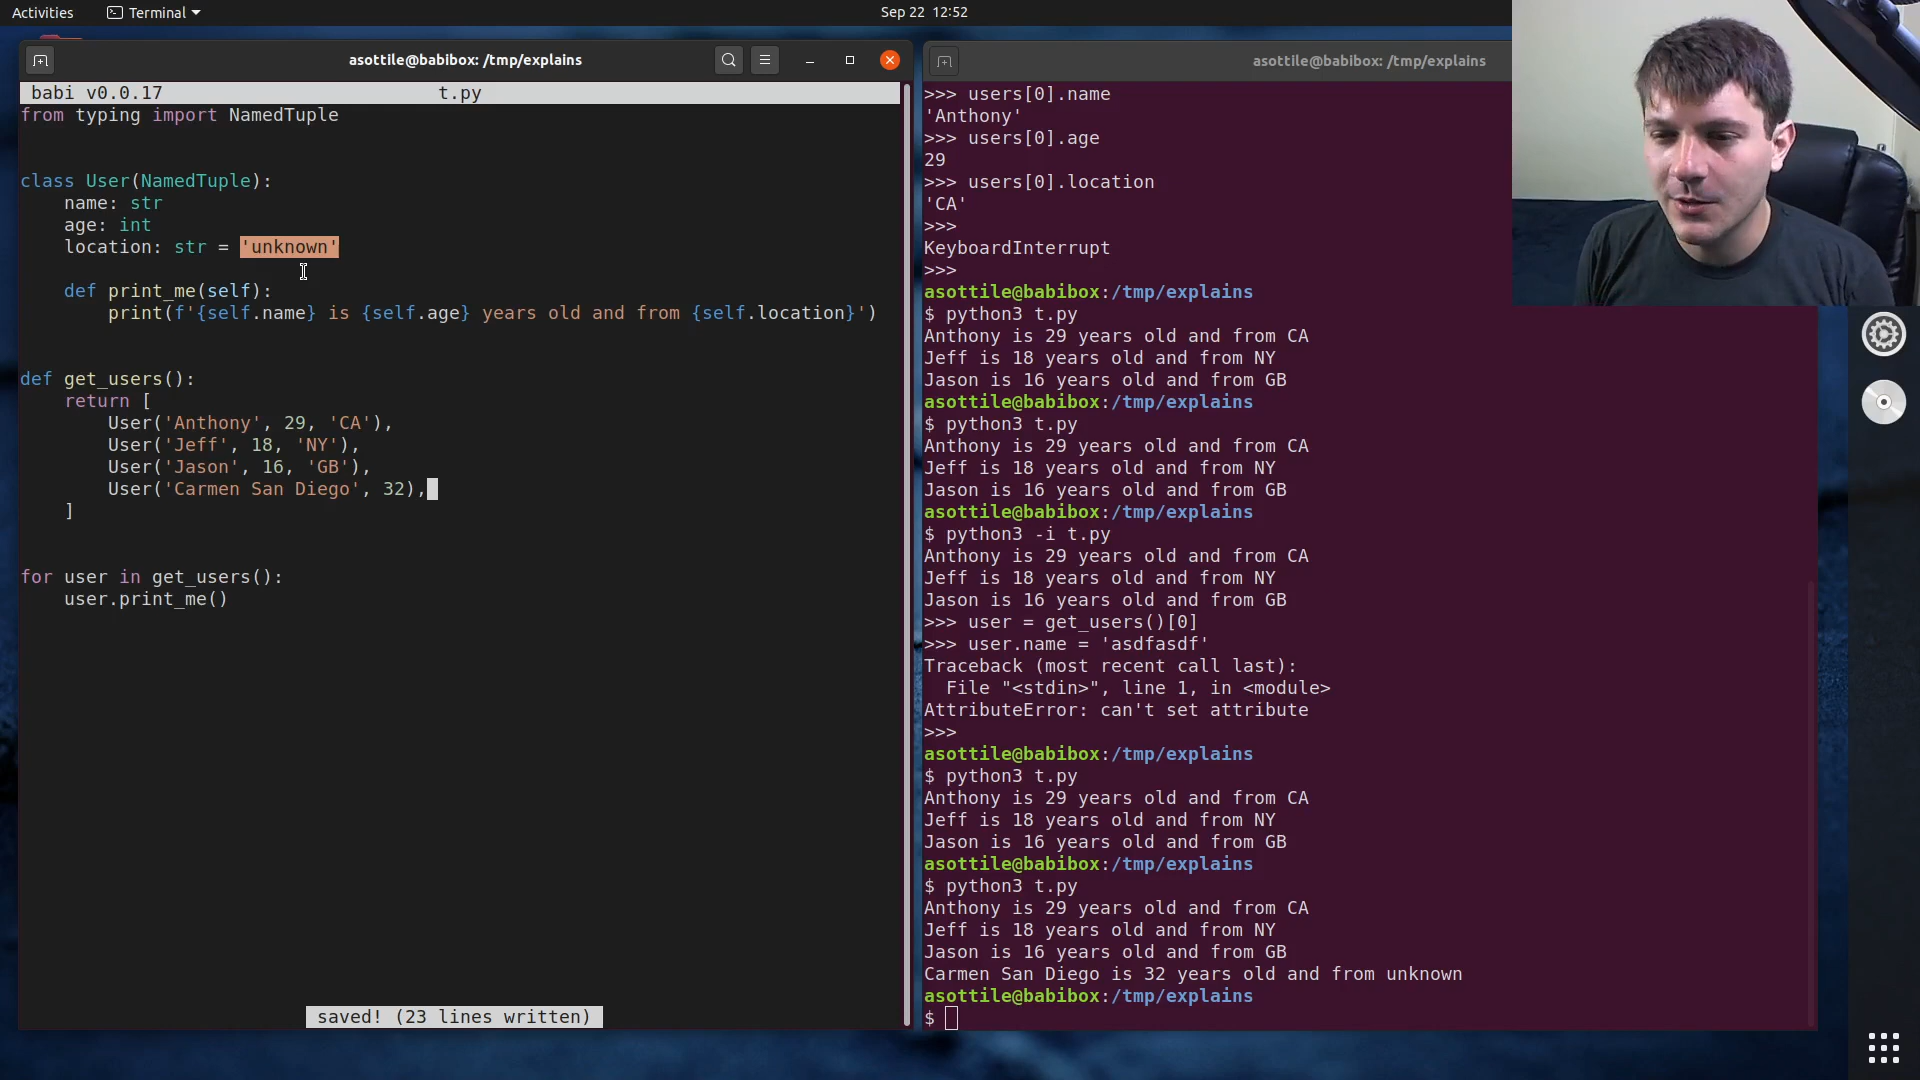 Activities
Terminal
Sep 22 12:52
asottile@babibox: /tmp/explains
babi v0.0.17 t.py
from typing import NamedTuple
class User(NamedTuple):
    name: str
    age: int
    location: str = 'unknown'
    def print_me(self):
        print(f'{self.name} is {self.age} years old and from {self.location}')
def get_users():
    return [
        User('Anthony', 29, 'CA'),
        User('Jeff', 18, 'NY'),
        User('Jason', 16, 'GB'),
        User('Carmen San Diego', 32),
    ]
for user in get_users():
    user.print_me()
saved! (23 lines written)
asottile@babibox: /tmp/explains
>>> users[0].name
'Anthony'
>>> users[0].age
29
>>> users[0].location
'CA'
>>>
KeyboardInterrupt
>>>
asottile@babibox:/tmp/explains
$ python3 t.py
Anthony is 29 years old and from CA
Jeff is 18 years old and from NY
Jason is 16 years old and from GB
asottile@babibox:/tmp/explains
$ python3 t.py
Anthony is 29 years old and from CA
Jeff is 18 years old and from NY
Jason is 16 years old and from GB
asottile@babibox:/tmp/explains
$ python3 -i t.py
Anthony is 29 years old and from CA
Jeff is 18 years old and from NY
Jason is 16 years old and from GB
>>> user = get_users()[0]
>>> user.name = 'asdfasdf'
Traceback (most recent call last):
  File "<stdin>", line 1, in <module>
AttributeError: can't set attribute
>>>
asottile@babibox:/tmp/explains
$ python3 t.py
Anthony is 29 years old and from CA
Jeff is 18 years old and from NY
Jason is 16 years old and from GB
asottile@babibox:/tmp/explains
$ python3 t.py
Anthony is 29 years old and from CA
Jeff is 18 years old and from NY
Jason is 16 years old and from GB
Carmen San Diego is 32 years old and from unknown
asottile@babibox:/tmp/explains
$